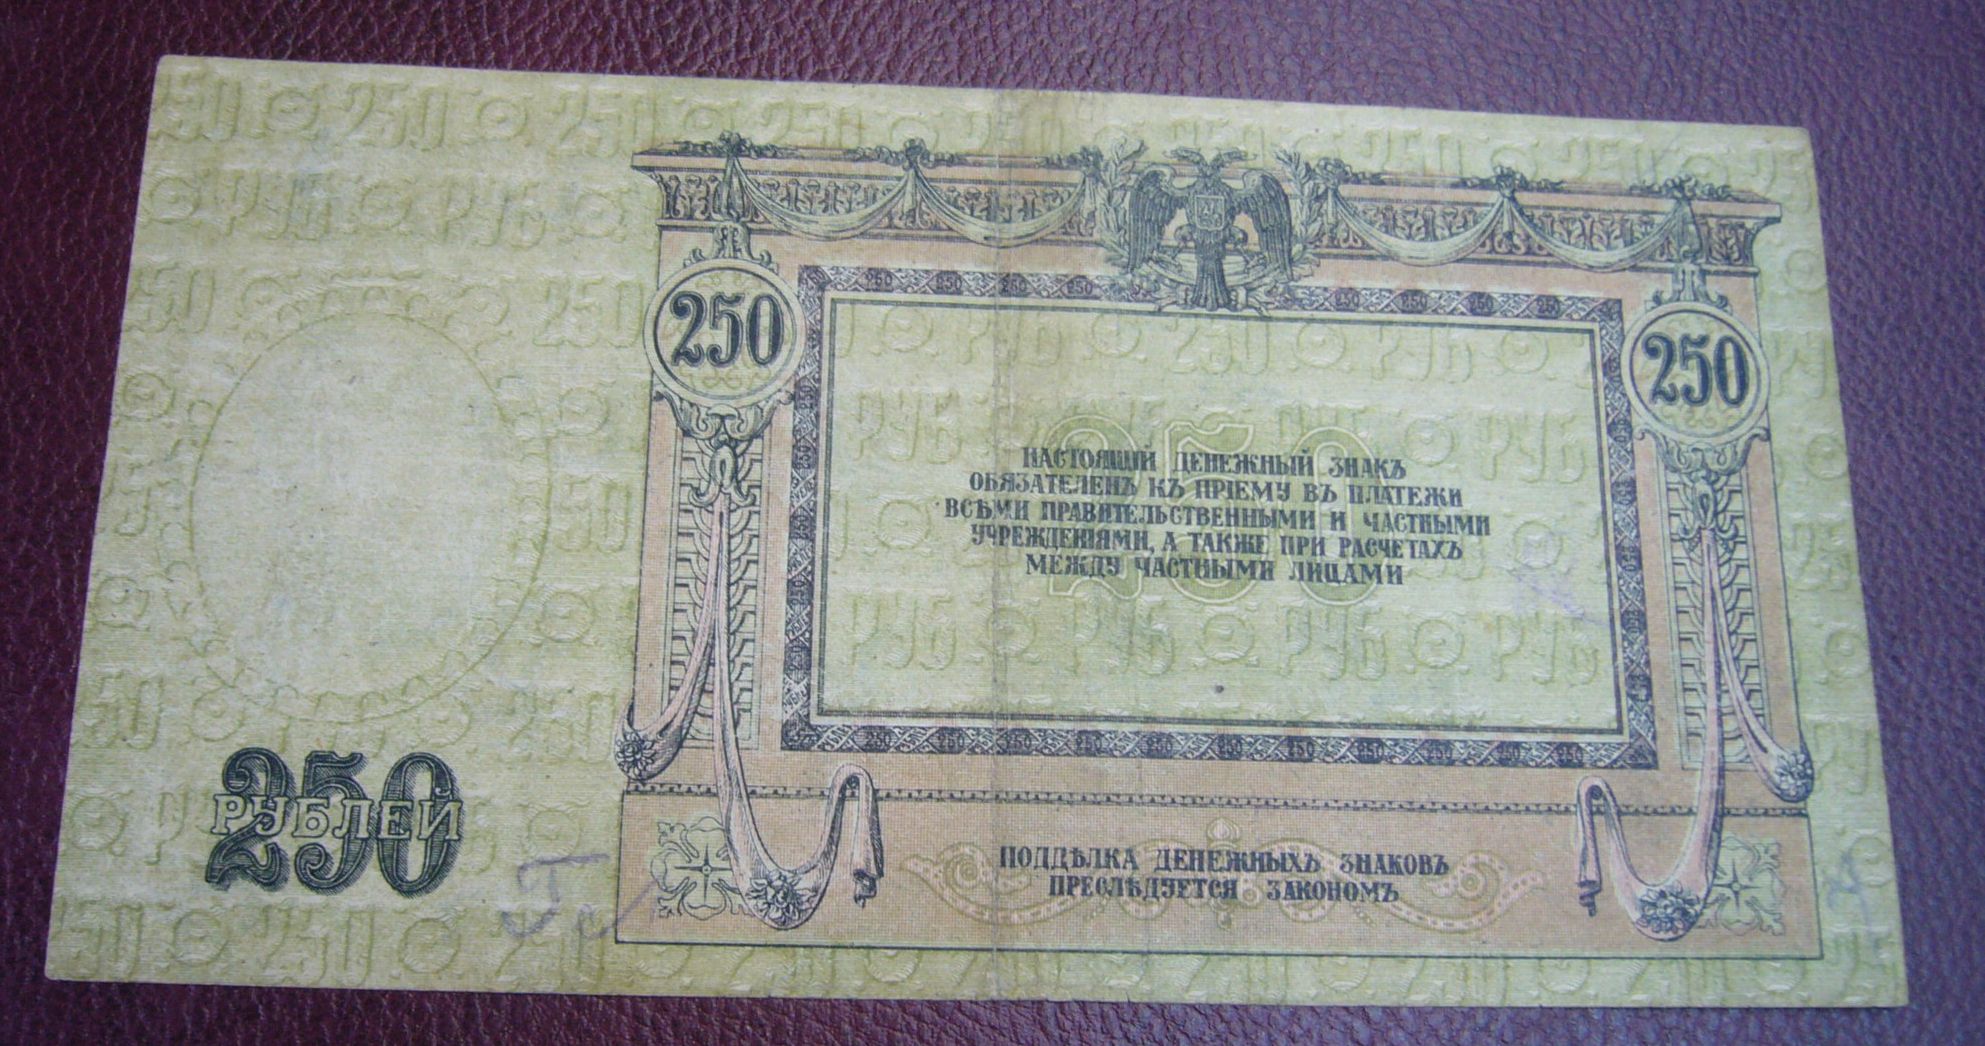 250
250
НАСТОЯЩІЙ ДЕНЕЖНЫЙ ЗНАКЪ
ОБЯЗАТЕЛЕНЪ КЪ ПРІЕМУ ВЪ ПЛАТЕЖИ
ВСѢМИ ПРАВИТЕЛЬСТВЕННЫМИ И ЧАСТНЫМИ
УЧРЕЖДЕНІЯМИ, А ТАКЖЕ ПРИ РАСЧЕТАХЪ
МЕЖДУ ЧАСТНЫМИ ЛИЦАМИ
250
250
РУБЛЕЙ
ПОДДѢЛКА ДЕНЕЖНЫХЪ ЗНАКОВЪ
ПРЕСЛѢДУЕТСЯ ЗАКОНОМЪ